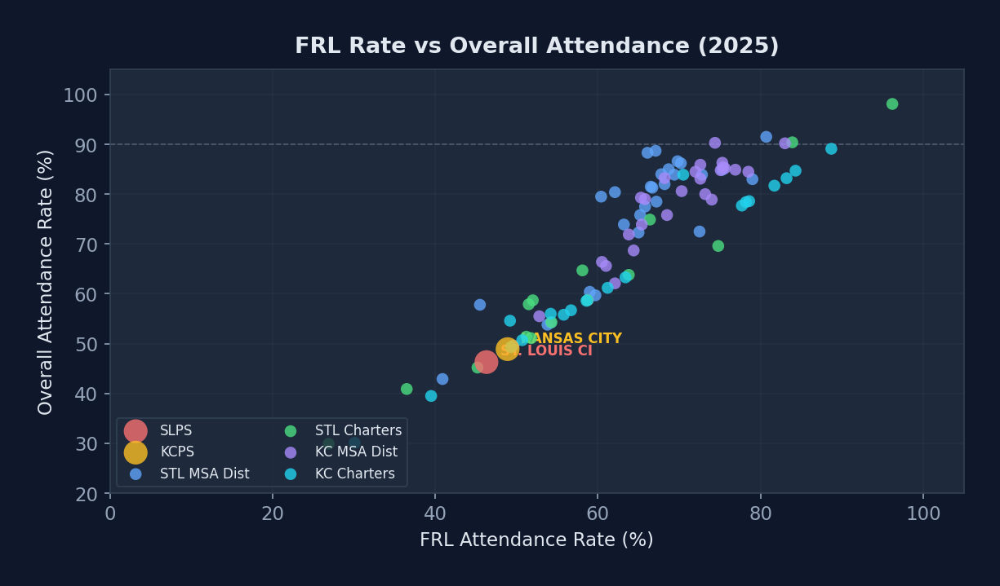 FRL Rate vs Overall Attendance (2025)
Overall Attendance Rate (%)
100
90
80
70
60
50
40
30
20
ANSAS CITY
LOUIS CI
SLPS
KCPS
STL MSA Dist
STL Charters
KC MSA Dist
KC Charters
0
20
40
60
80
100
FRL Attendance Rate (%)